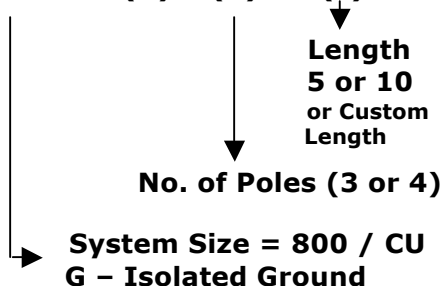 Length
5 or 10
or Custom
Length
No. of Poles (3 or 4)
System Size = 800 / CU
G – Isolated Ground